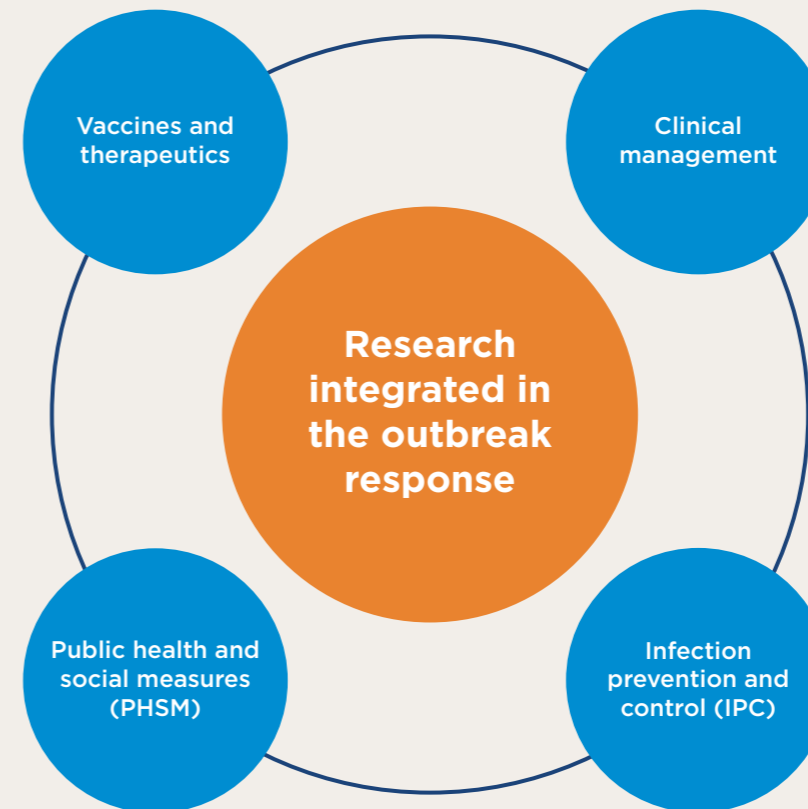 Vaccines and
therapeutics
Clinical
management
Research
integrated in
the outbreak
response
Public health and
social measures
(PHSM)
Infection
prevention and
control (IPC)